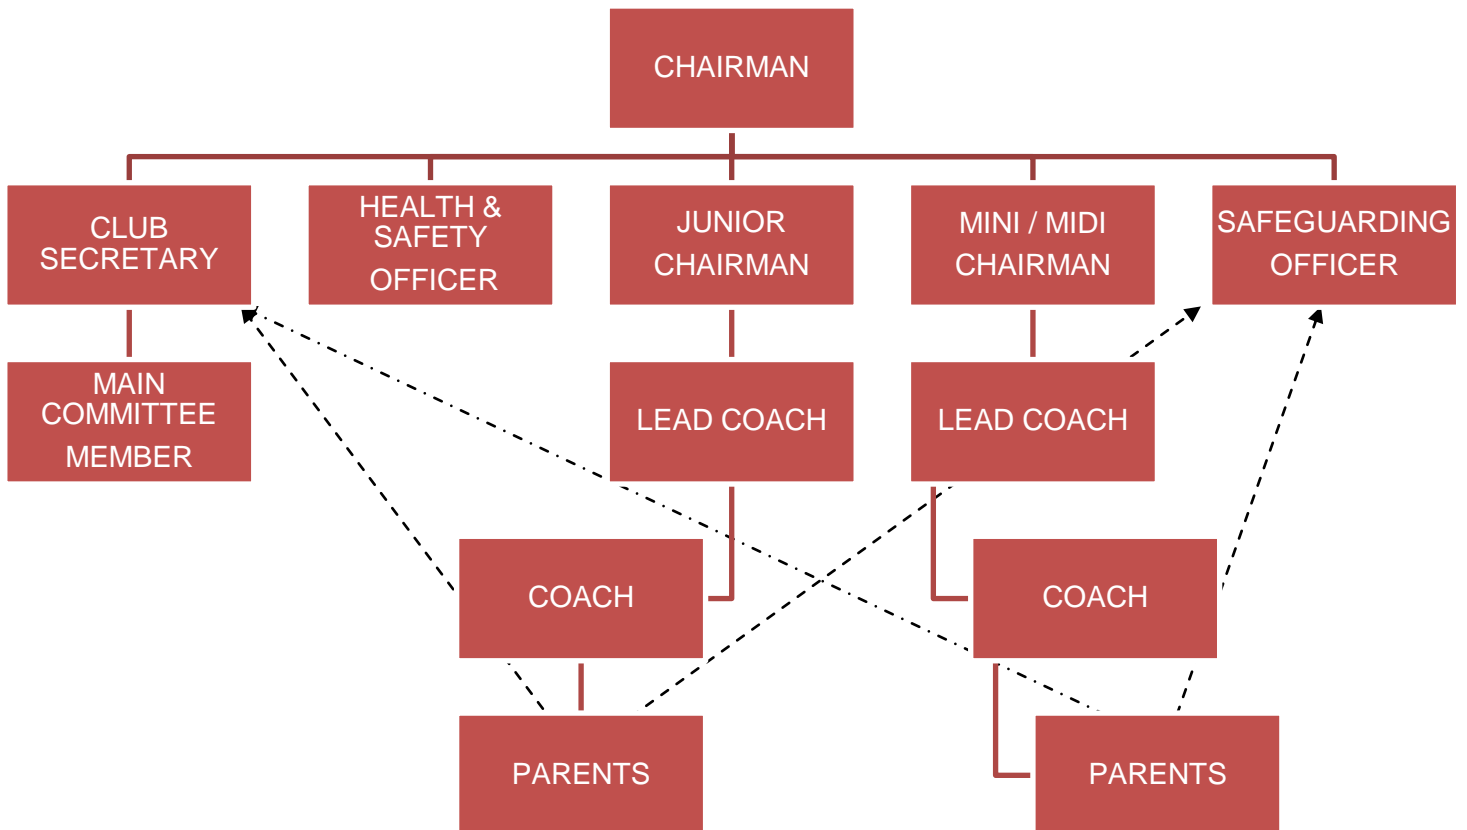 CHAIRMAN
CLUB
SECRETARY
HEALTH &
SAFETY
OFFICER
JUNIOR
CHAIRMAN
MINI / MIDI
CHAIRMAN
SAFEGUARDING
OFFICER
MAIN
COMMITTEE
MEMBER
LEAD COACH
LEAD COACH
COACH
COACH
PARENTS
PARENTS